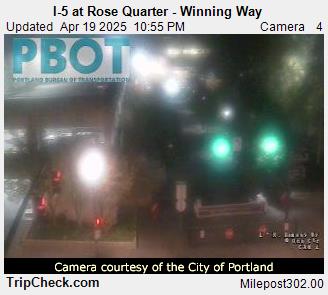 I-5 at Rose Quarter - Winning Way
Updated Apr 19 2025 10:55 PM Camera 4
PBOT
PORTLAND BUREAU OF TRANSPORTATION
Camera courtesy of the City of Portland
TripCheck.com Milepost302.00